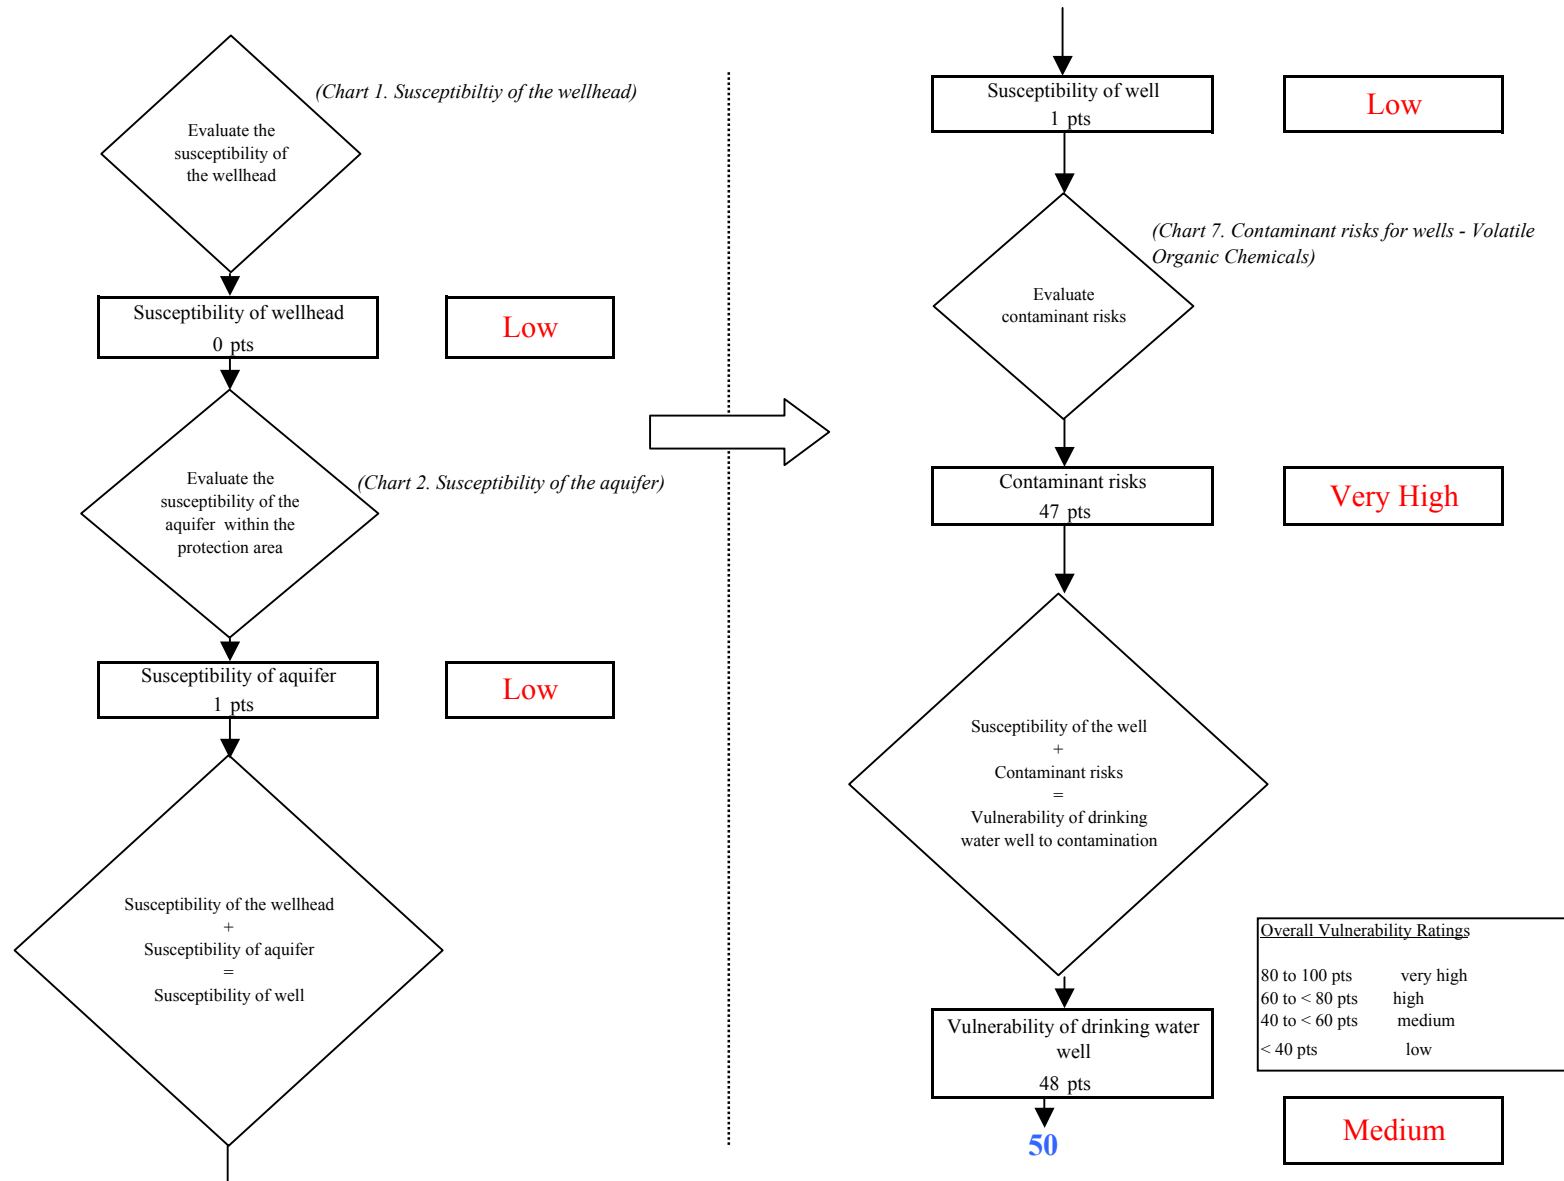 (Chart 1. Susceptibiltiy of the wellhead)
Evaluate the
susceptibility of
the wellhead
Susceptibility of wellhead
0 pts
Low
Evaluate the
susceptibility of the
aquifer within the
protection area
(Chart 2. Susceptibility of the aquifer)
Susceptibility of aquifer
1 pts
Low
Susceptibility of the wellhead
+
Susceptibility of aquifer
=
Susceptibility of well
Susceptibility of well
1 pts
Low
(Chart 7. Contaminant risks for wells - Volatile
Organic Chemicals)
Evaluate
contaminant risks
Contaminant risks
47 pts
Very High
Susceptibility of the well
+
Contaminant risks
=
Vulnerability of drinking
water well to contamination
Overall Vulnerability Ratings
80 to 100 pts very high
60 to < 80 pts high
40 to < 60 pts medium
< 40 pts low
Vulnerability of drinking water
well
48 pts
50
Medium